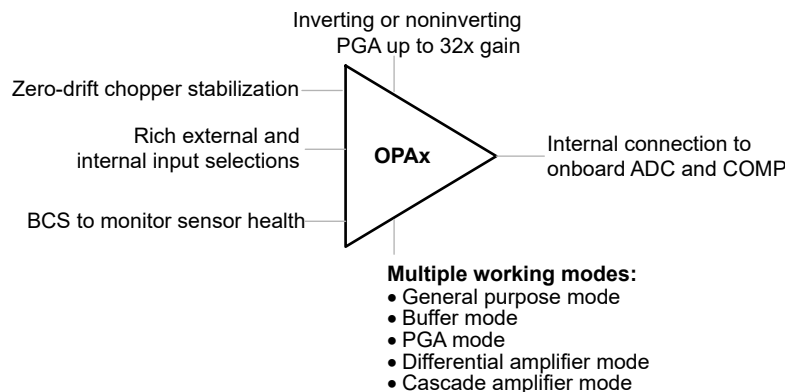 Inverting or noninverting
PGA up to 32x gain
Zero-drift chopper stabilization
Rich external and
internal input selections
BCS to monitor sensor health
OPAx
Internal connection to
onboard ADC and COMP
Multiple working modes:
• General purpose mode
• Buffer mode
• PGA mode
• Differential amplifier mode
• Cascade amplifier mode